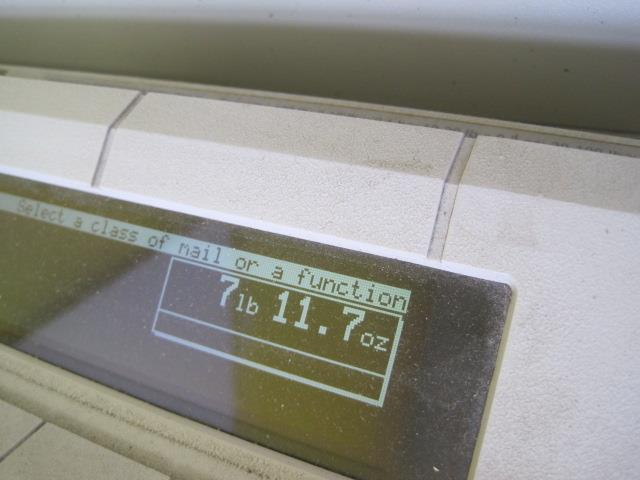 Select a class of mail or a function
7lb 11.7oz